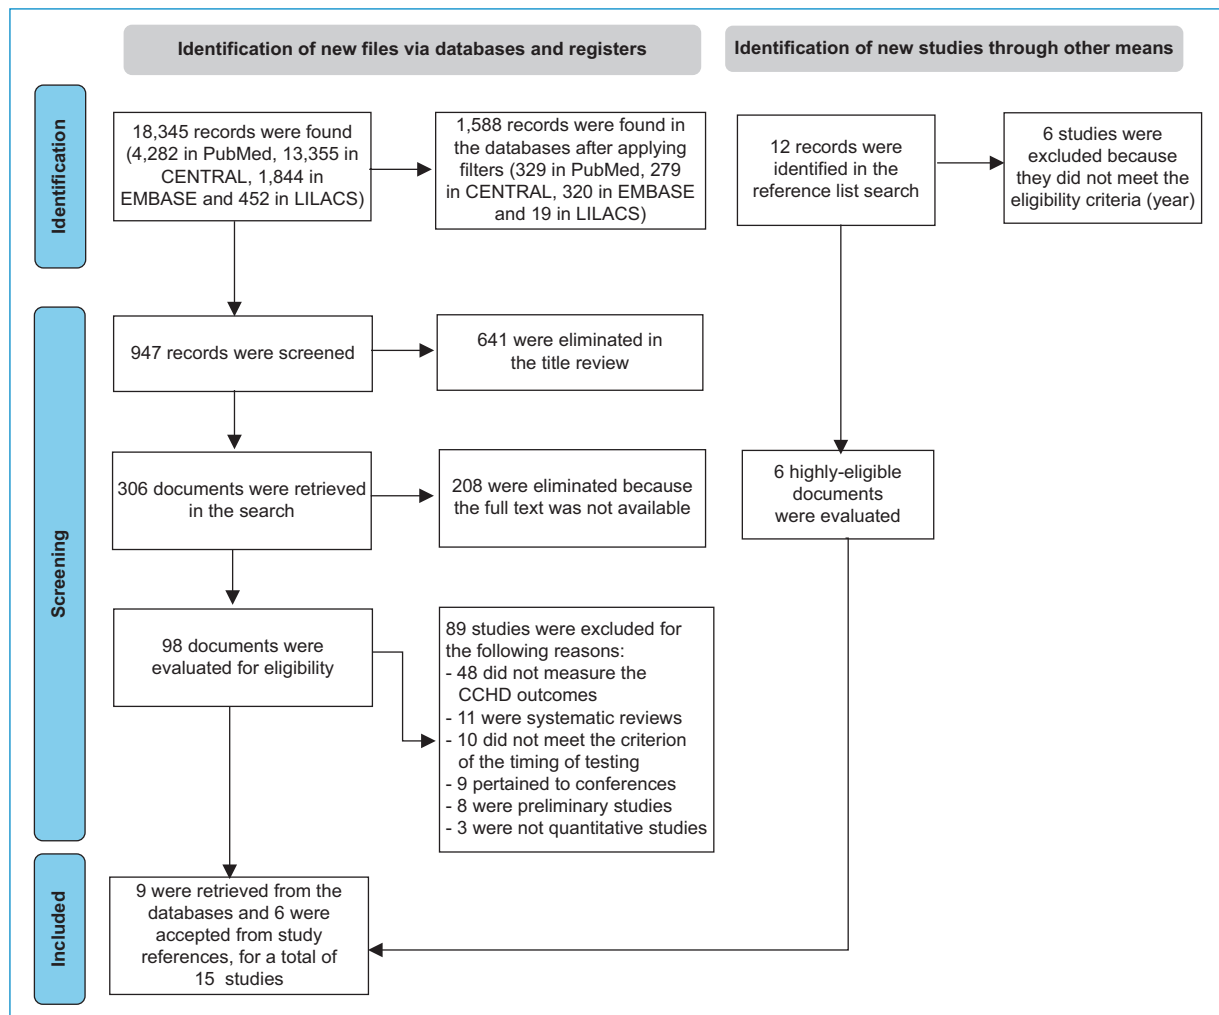 Identification of new files via databases and registers
Identification of new studies through other means
Identification
18,345 records were found
(4,282 in PubMed, 13,355 in
CENTRAL, 1,844 in
EMBASE and 452 in LILACS)
1,588 records were found in
the databases after applying
filters (329 in PubMed, 279
in CENTRAL, 320 in EMBASE
and 19 in LILACS)
12 records were
identified in the
reference list search
6 studies were
excluded because
they did not meet the
eligibility criteria (year)
Screening
947 records were screened
641 were eliminated in
the title review
306 documents were retrieved
in the search
208 were eliminated because
the full text was not available
6 highly-eligible
documents
were evaluated
98 documents were
evaluated for eligibility
89 studies were excluded for
the following reasons:
- 48 did not measure the
CCHD outcomes
- 11 were systematic reviews
- 10 did not meet the criterion
of the timing of testing
- 9 pertained to conferences
- 8 were preliminary studies
- 3 were not quantitative studies
Included
9 were retrieved from the
databases and 6 were
accepted from study
references, for a total of
15 studies